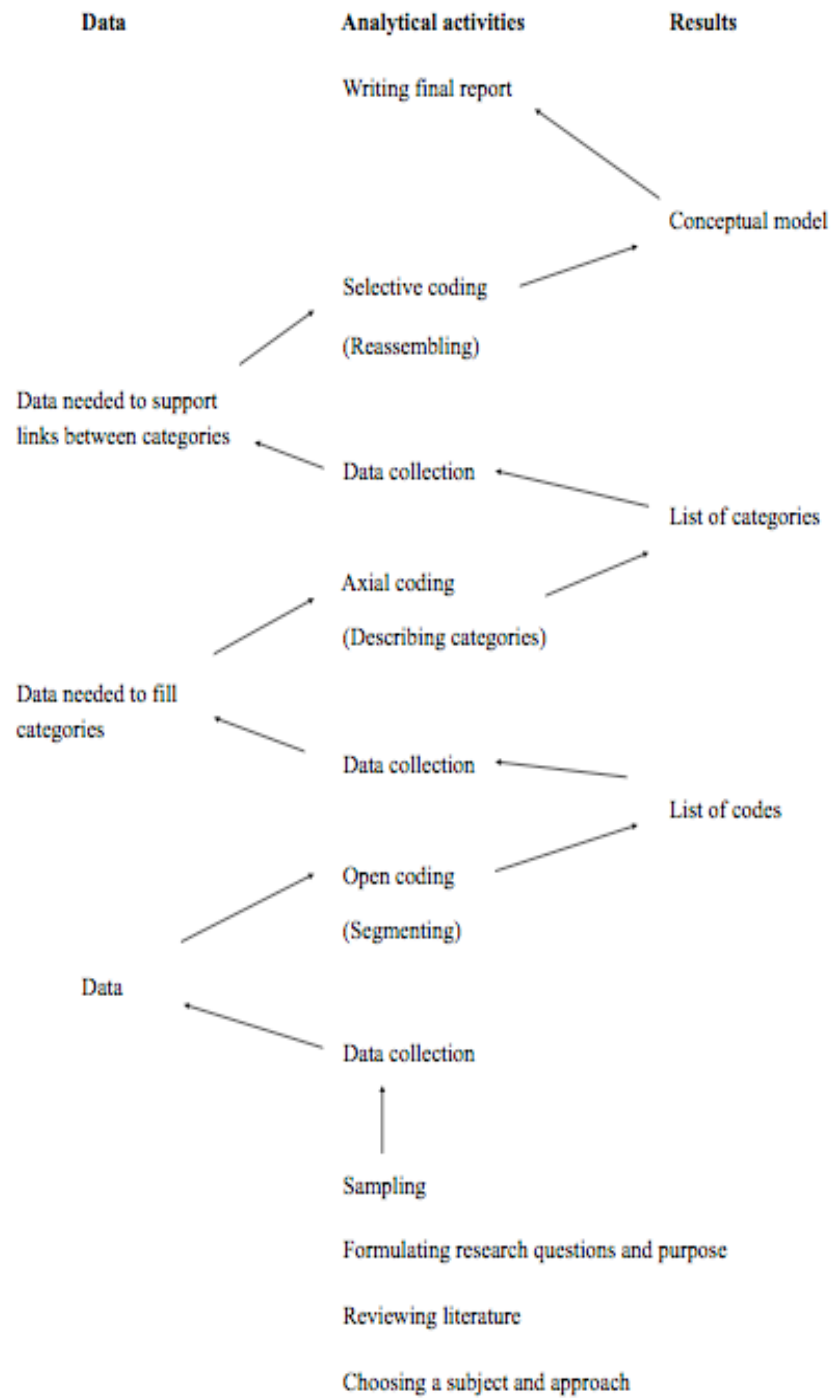 Data
Analytical activities
Results
Writing final report
Conceptual model
Selective coding
(Reassembling)
Data needed to support
links between categories
Data collection
List of categories
Axial coding
(Describing categories)
Data needed to fill
categories
Data collection
List of codes
Open coding
(Segmenting)
Data
Data collection
Sampling
Formulating research questions and purpose
Reviewing literature
Choosing a subject and approach